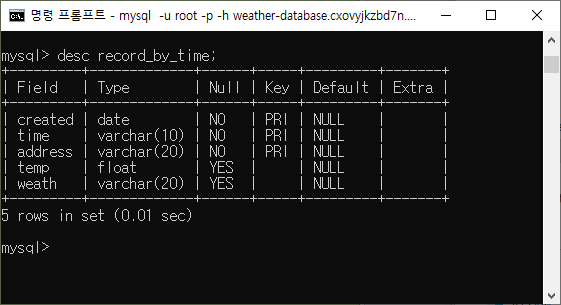 명령 프롬프트 - mysql -u root -p -h weather-database.cxovyjkzbd7n....
mysql> desc record_by_time;
+---------+-------------+------+-----+---------+-------+
| Field   | Type        | Null | Key | Default | Extra |
+---------+-------------+------+-----+---------+-------+
| created | date        | NO   | PRI | NULL    |       |
| time    | varchar(10) | NO   | PRI | NULL    |       |
| address | varchar(20) | NO   | PRI | NULL    |       |
| temp    | float       | YES  |     | NULL    |       |
| weath   | varchar(20) | YES  |     | NULL    |       |
+---------+-------------+------+-----+---------+-------+
5 rows in set (0.01 sec)
mysql>